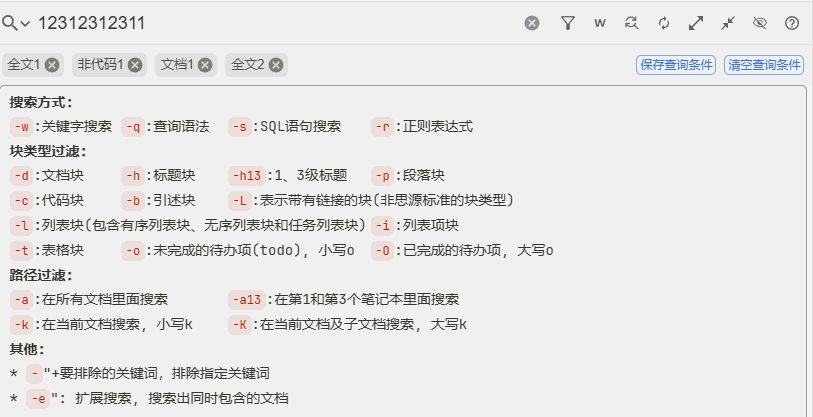 12312312311 w
全文1 非代码1 文档1 全文2 保存查询条件 清空查询条件
搜索方式:
-w:关键字搜索 -q:查询语法 -s:SQL语句搜索 -r:正则表达式
块类型过滤:
-d:文档块 -h:标题块 -h13:1、3级标题 -p:段落块
-c:代码块 -b:引述块 -L:表示带有链接的块(非思源标准的块类型)
-l:列表块(包含有序列表块、无序列表块和任务列表块) -i:列表项块
-t:表格块 -o:未完成的待办项(todo), 小写o -O:已完成的待办项, 大写o
路径过滤:
-a:在所有文档里面搜索 -a13:在第1和第3个笔记本里面搜索
-k:在当前文档搜索, 小写k -K:在当前文档及子文档搜索, 大写k
其他:
* -"+要排除的关键词, 排除指定关键词
* -e": 扩展搜索, 搜索出同时包含的文档